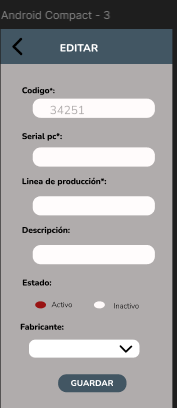 Android Compact - 3
EDITAR
Codigo*:
34251
Serial pc*:
Linea de producción*:
Descripción:
Estado:
Activo Inactivo
Fabricante:
GUARDAR